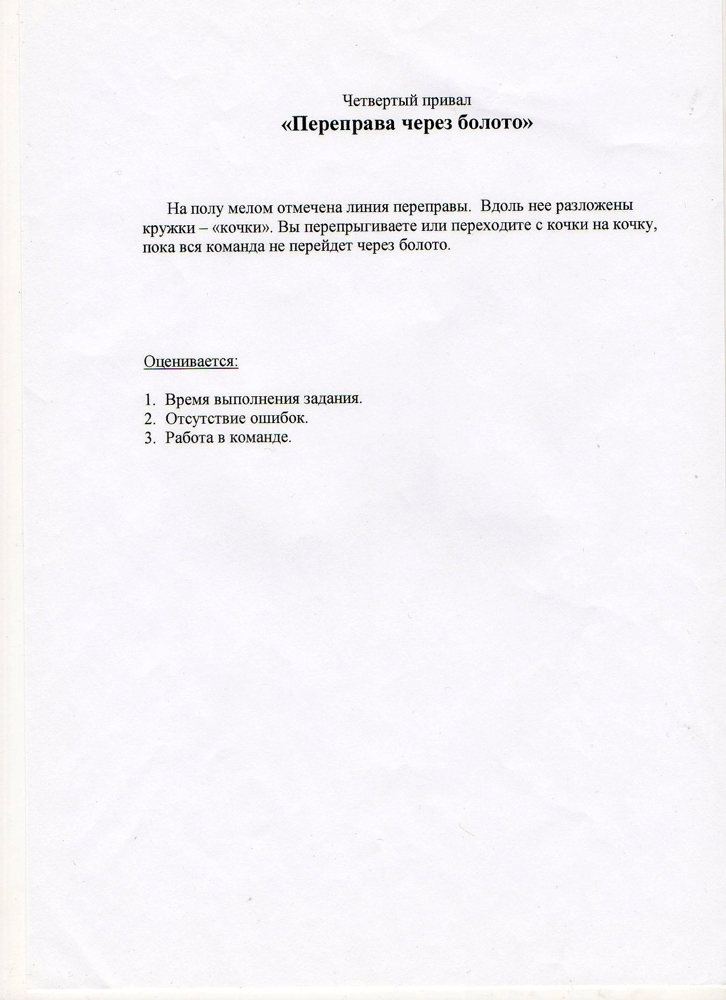 Четвертый привал
«Переправа через болото»
На полу мелом отмечена линия переправы.  Вдоль нее разложены
кружки – «кочки». Вы перепрыгиваете или переходите с кочки на кочку,
пока вся команда не перейдет через болото.
Оценивается:
1.  Время выполнения задания.
2.  Отсутствие ошибок.
3.  Работа в команде.